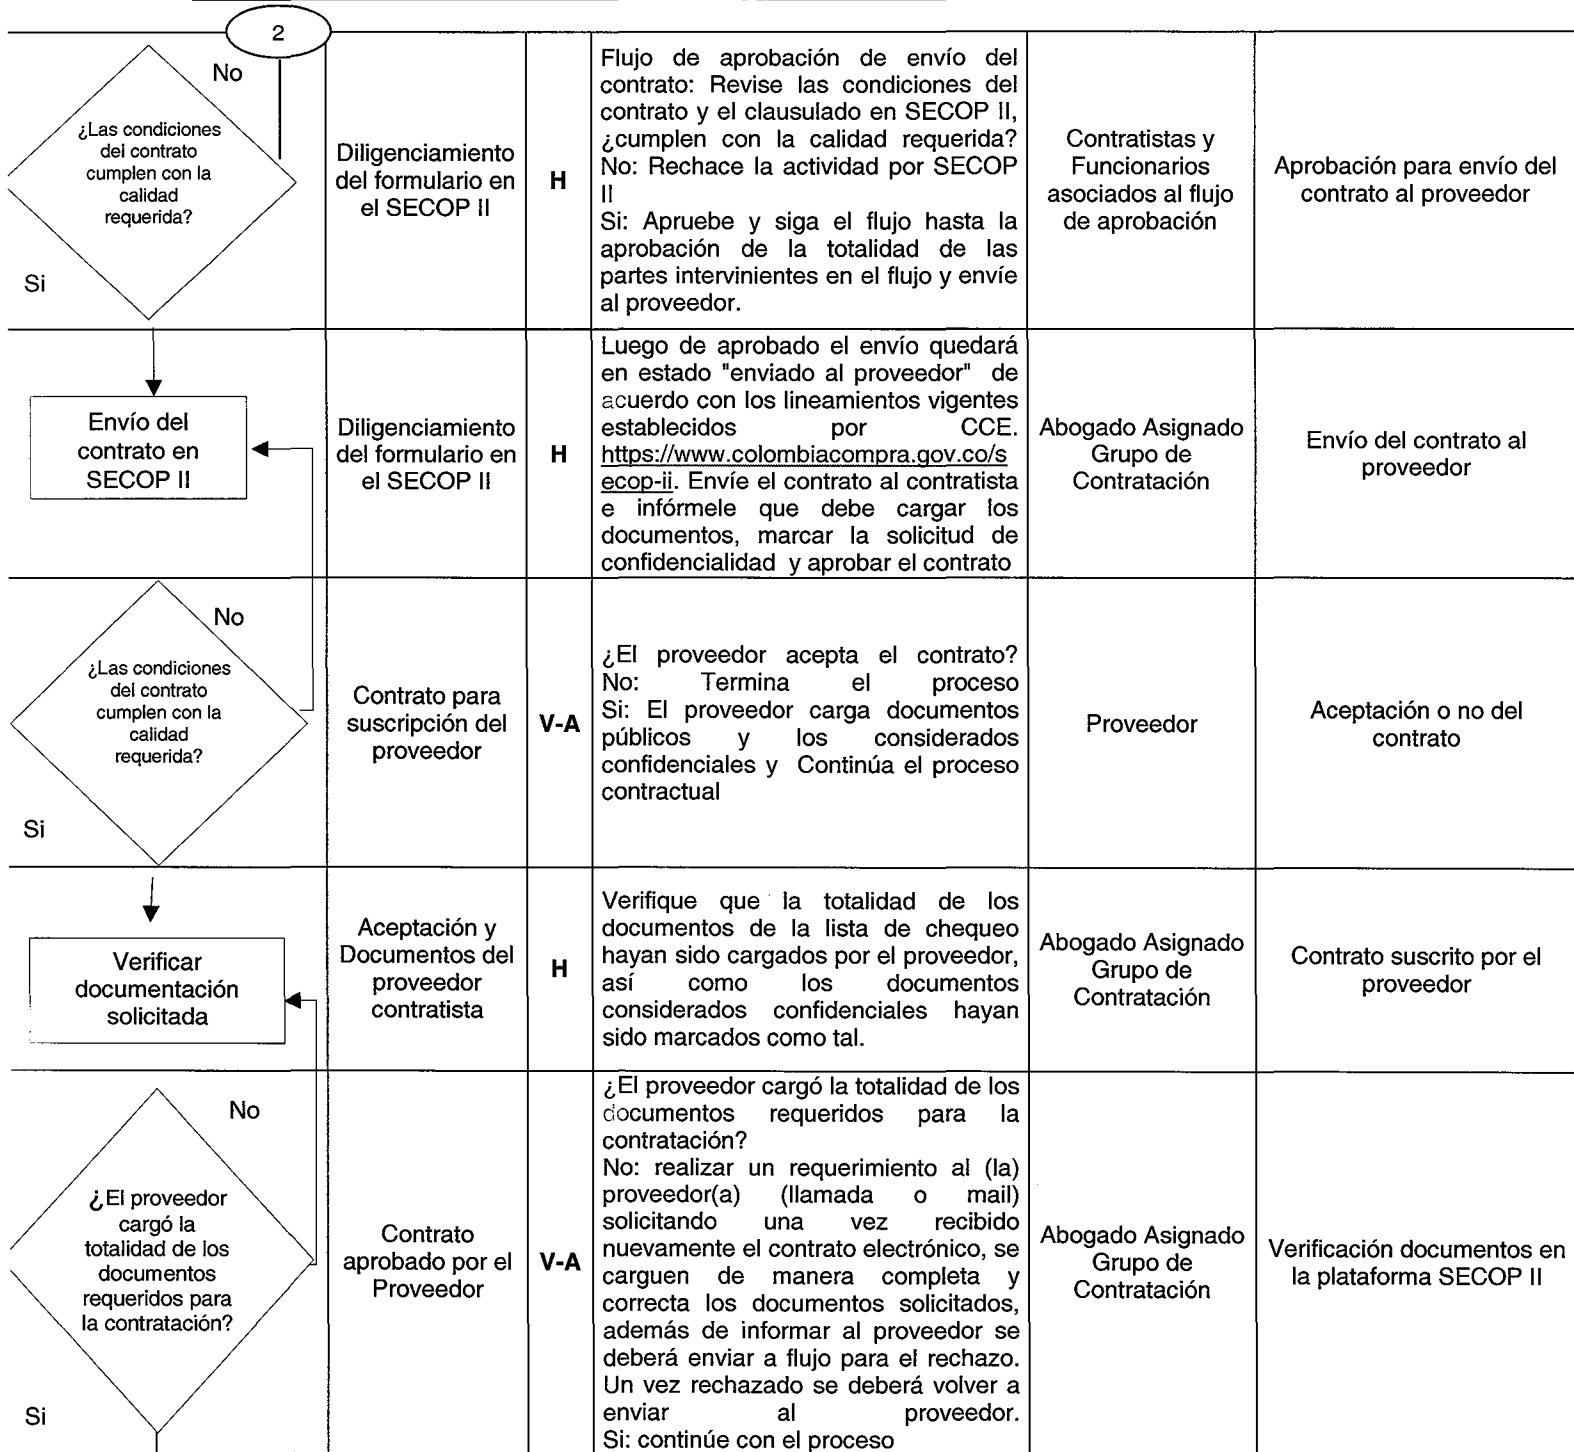 2
No
¿Las condiciones
del contrato
cumplen con la
calidad
requerida?
Si
Diligenciamiento
del formulario en
el SECOP II
H
Flujo de aprobación de envío del
contrato: Revise las condiciones del
contrato y el clausulado en SECOP II,
¿cumplen con la calidad requerida?
No: Rechace la actividad por SECOP
II
Si: Apruebe y siga el flujo hasta la
aprobación de la totalidad de las
partes intervinientes en el flujo y envíe
al proveedor.
Contratistas y
Funcionarios
asociados al flujo
de aprobación
Aprobación para envío del
contrato al proveedor
Envío del
contrato en
SECOP II
Diligenciamiento
del formulario en
el SECOP II
H
Luego de aprobado el envío quedará
en estado "enviado al proveedor" de
acuerdo con los lineamientos vigentes
establecidos por CCE.
https://www.colombiacompra.gov.co/s
ecop-ii. Envíe el contrato al contratista
e infórmele que debe cargar los
documentos, marcar la solicitud de
confidencialidad y aprobar el contrato
Abogado Asignado
Grupo de
Contratación
Envío del contrato al
proveedor
No
¿Las condiciones
del contrato
cumplen con la
calidad
requerida?
Si
Contrato para
suscripción del
proveedor
V-A
¿El proveedor acepta el contrato?
No: Termina el proceso
Si: El proveedor carga documentos
públicos y los considerados
confidenciales y Continúa el proceso
contractual
Proveedor
Aceptación o no del
contrato
Verificar
documentación
solicitada
Aceptación y
Documentos del
proveedor
contratista
H
Verifique que la totalidad de los
documentos de la lista de chequeo
hayan sido cargados por el proveedor,
así como los documentos
considerados confidenciales hayan
sido marcados como tal.
Abogado Asignado
Grupo de
Contratación
Contrato suscrito por el
proveedor
No
¿El proveedor
cargó la
totalidad de los
documentos
requeridos para
la contratación?
Si
Contrato
aprobado por el
Proveedor
V-A
¿El proveedor cargó la totalidad de los
documentos requeridos para la
contratación?
No: realizar un requerimiento al (la)
proveedor(a) (llamada o mail)
solicitando una vez recibido
nuevamente el contrato electrónico, se
carguen de manera completa y
correcta los documentos solicitados,
además de informar al proveedor se
deberá enviar a flujo para el rechazo.
Un vez rechazado se deberá volver a
enviar al proveedor.
Si: continúe con el proceso
Abogado Asignado
Grupo de
Contratación
Verificación documentos en
la plataforma SECOP II